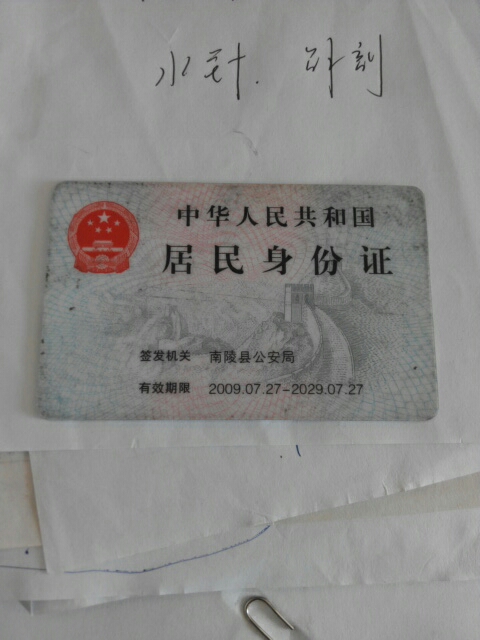 中华人民共和国
居民身份证
签发机关 南陵县公安局
有效期限 2009.07.27-2029.07.27